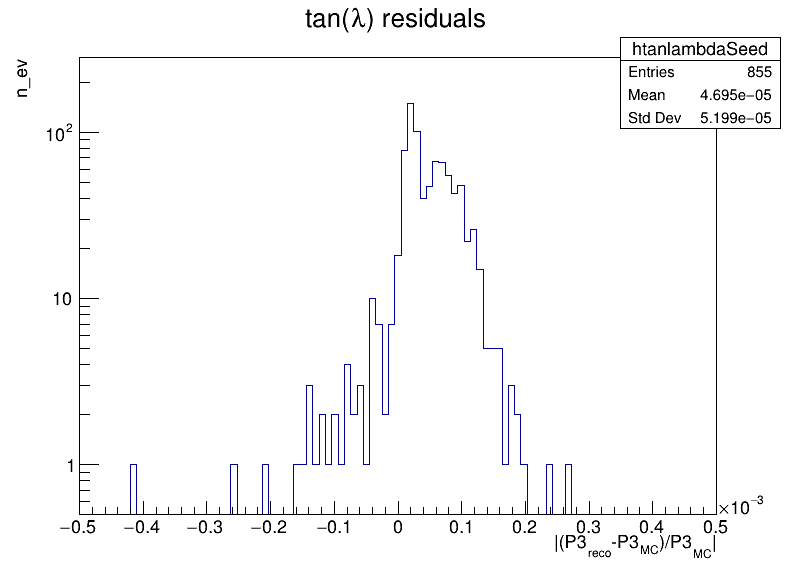 tan(λ) residuals
htanlambdaSeed
Entries 855
Mean 4.695e−05
Std Dev 5.199e−05
n_ev
10²
10
1
−0.5 −0.4 −0.3 −0.2 −0.1 0 0.1 0.2 0.3 0.4 0.5
×10⁻³
|(P3reco-P3MC)/P3MC|